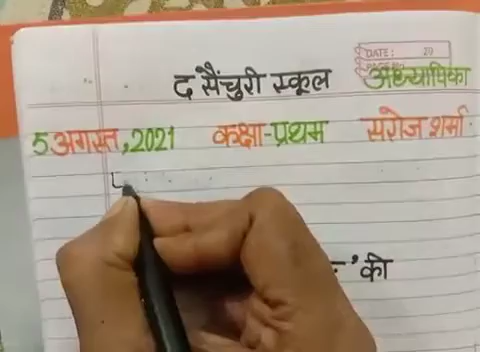 DATE:
द सैंचुरी स्कूल अध्यापिका
5 अगस्त, 2021 कक्षा-प्रथम सरोज शर्मा
' की